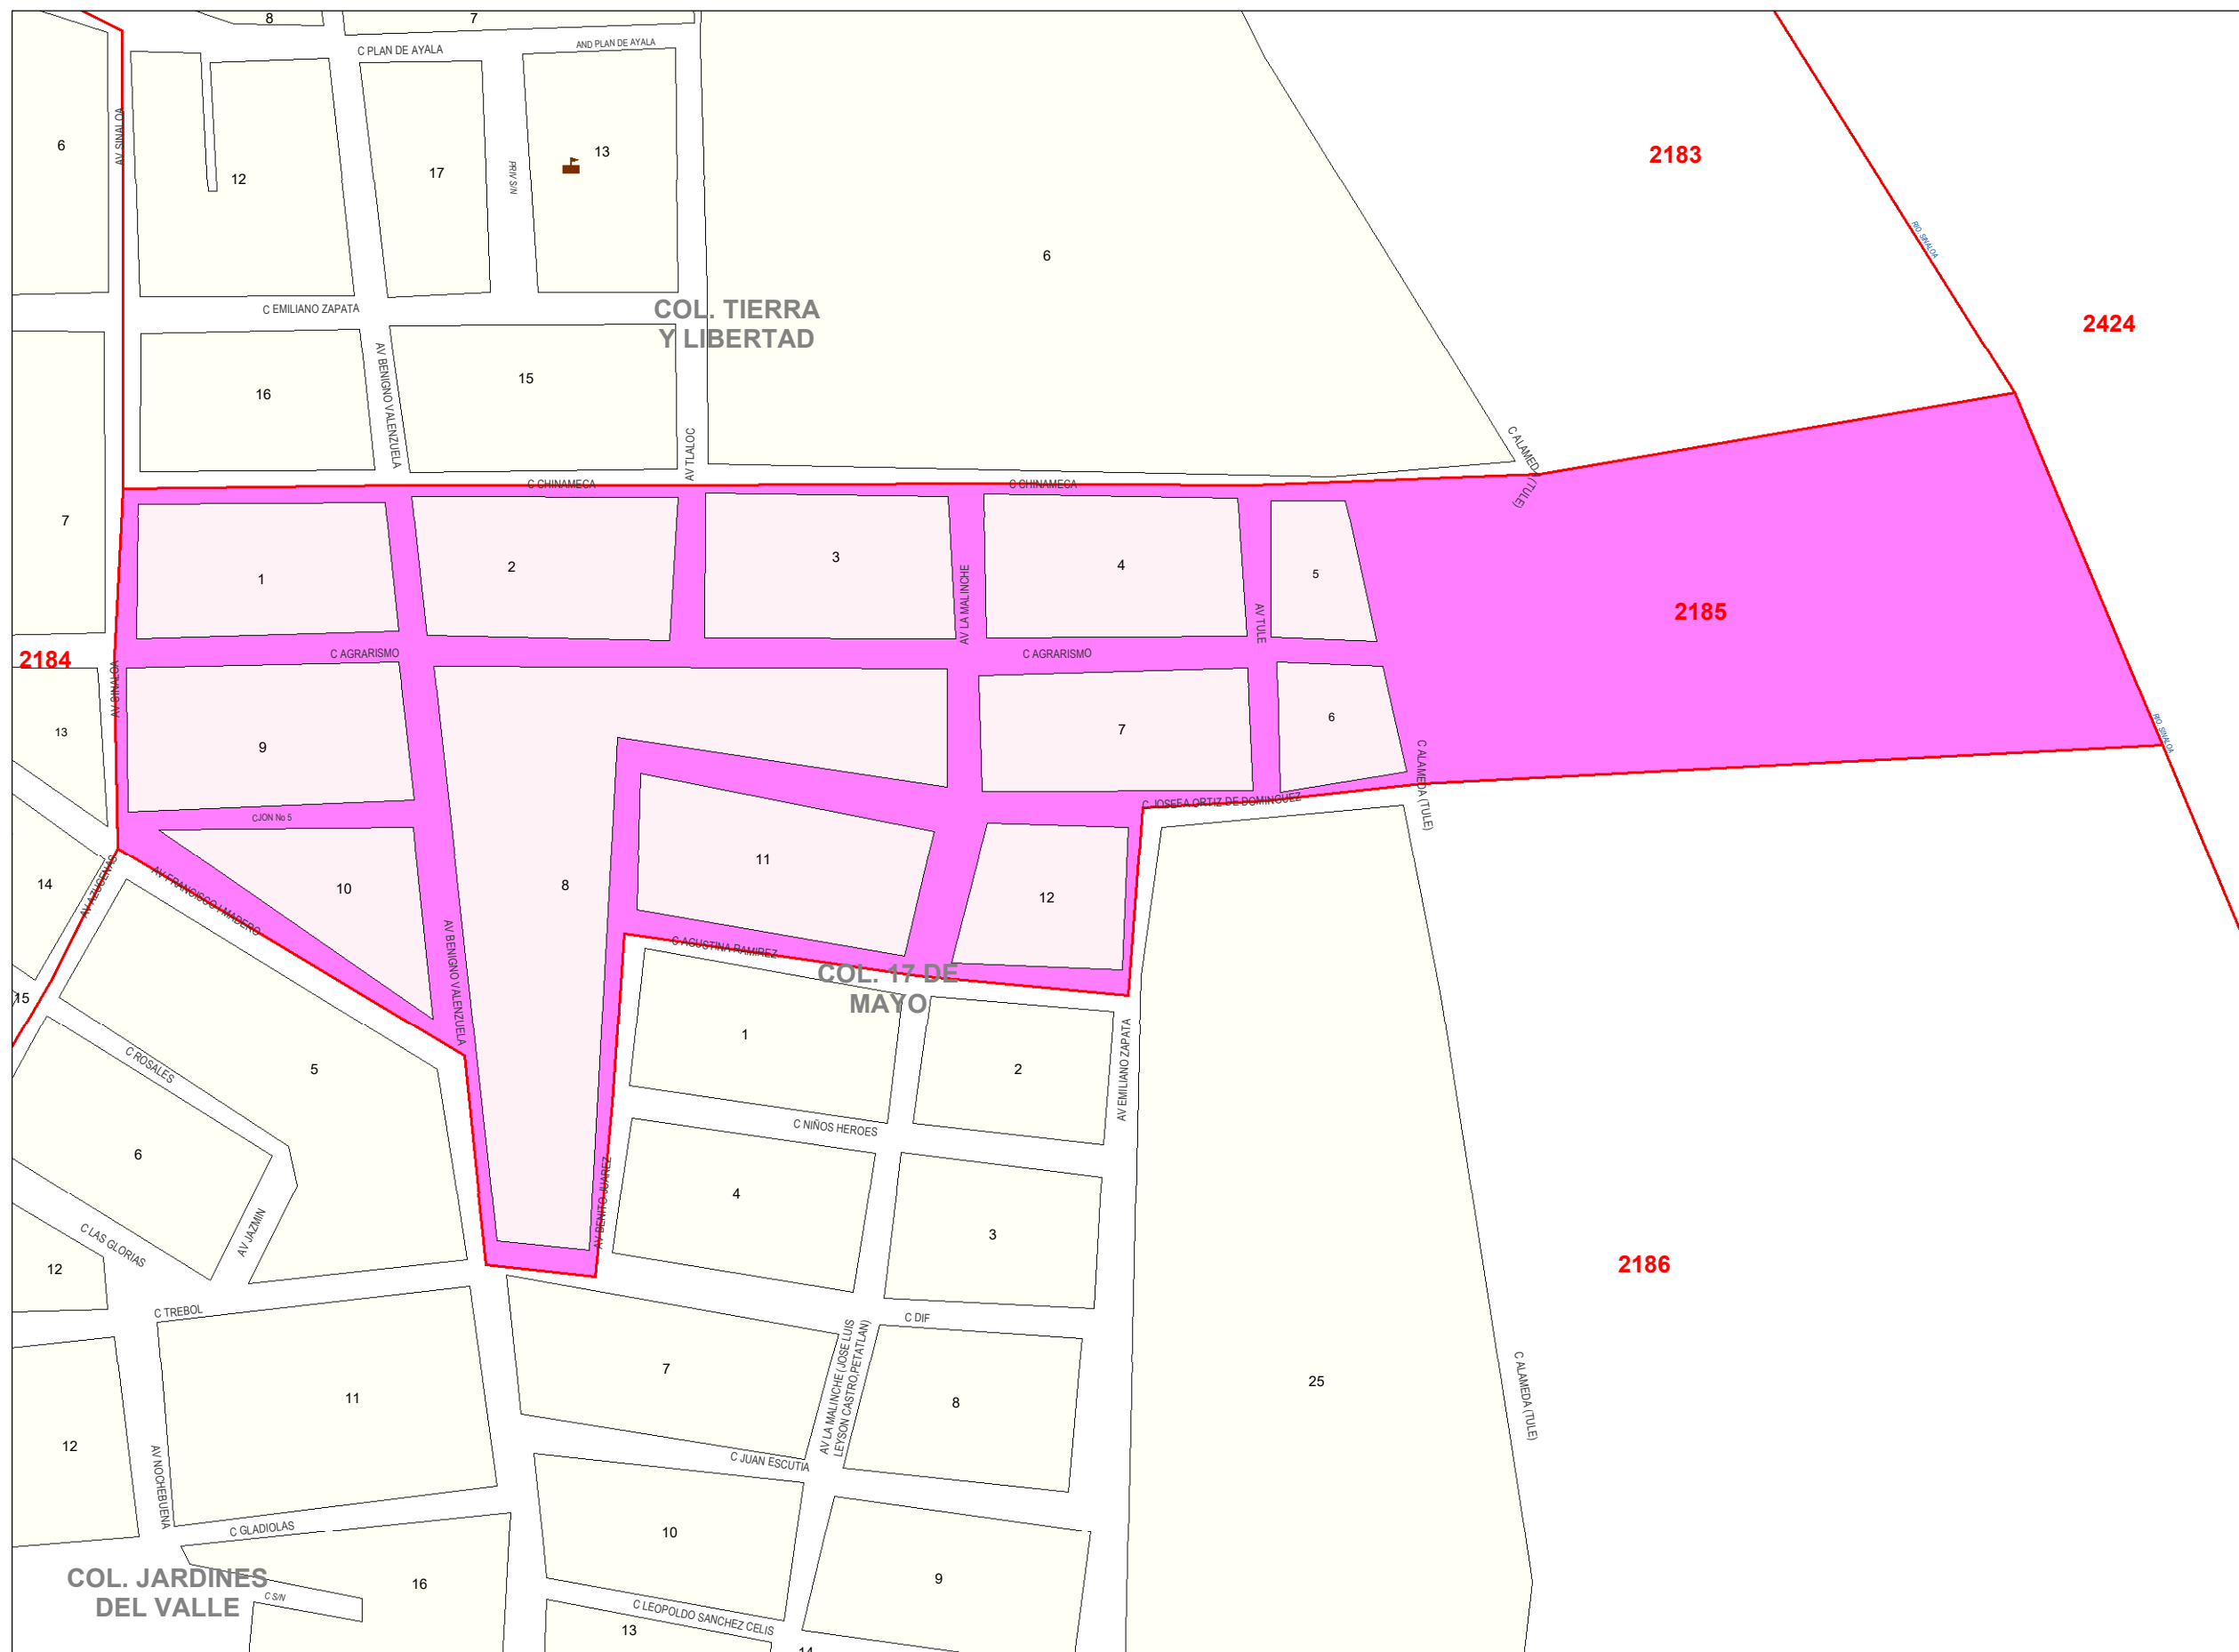 8
7
C PLAN DE AYALA
AND PLAN DE AYALA
AV SINALOA
6
12
17
PRIV S/N
13
2183
6
RIO SINALOA
C EMILIANO ZAPATA
COL. TIERRA
Y LIBERTAD
2424
16
AV BENIGNO VALENZUELA
15
AV TLALOC
C ALAMEDA (TULE)
C CHINAMECA
C CHINAMECA
7
1
2
3
AV LA MALINCHE
4
5
AV TULE
2185
2184
C AGRARISMO
C AGRARISMO
AV SINALOA
13
9
7
6
RIO SINALOA
C ALAMEDA (TULE)
C JOSEFA ORTIZ DE DOMINGUEZ
CJON No 5
14
AV AZUCENAS
AV FRANCISCO I MADERO
10
8
11
12
AV BENIGNO VALENZUELA
C AGUSTINA RAMIREZ
COL. 17 DE
MAYO
15
1
2
AV EMILIANO ZAPATA
C ROSALES
5
C NIÑOS HEROES
6
4
3
AV BENITO JUAREZ
AV JAZMIN
C LAS GLORIAS
12
2186
C TREBOL
C DIF
AV LA MALINCHE (JOSE LUIS
LEYSON CASTRO,PETATLAN)
7
8
25
C ALAMEDA (TULE)
11
12
AV NOCHEBUENA
C JUAN ESCUTIA
C GLADIOLAS
10
9
COL. JARDINES
DEL VALLE
16
C S/N
C LEOPOLDO SANCHEZ CELIS
13
14